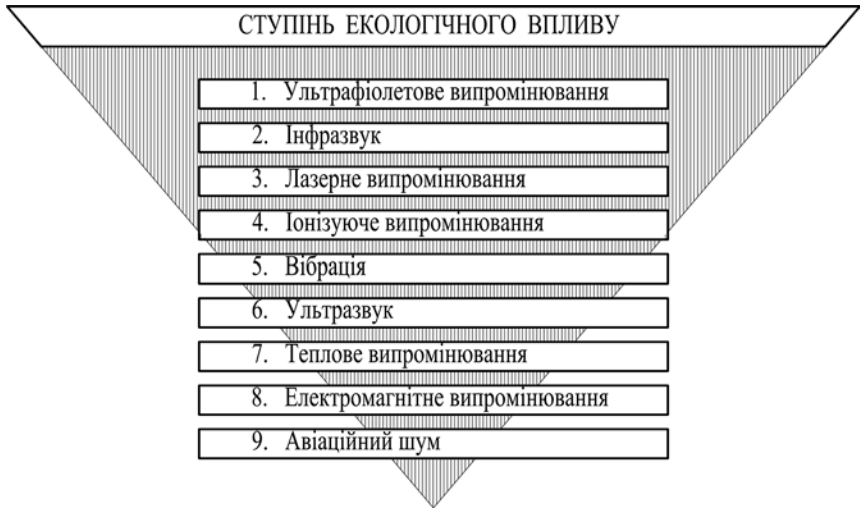 СТУПІНЬ ЕКОЛОГІЧНОГО ВПЛИВУ
1. Ультрафіолетове випромінювання
2. Інфразвук
3. Лазерне випромінювання
4. Іонізуюче випромінювання
5. Вібрація
6. Ультразвук
7. Теплове випромінювання
8. Електромагнітне випромінювання
9. Авіаційний шум